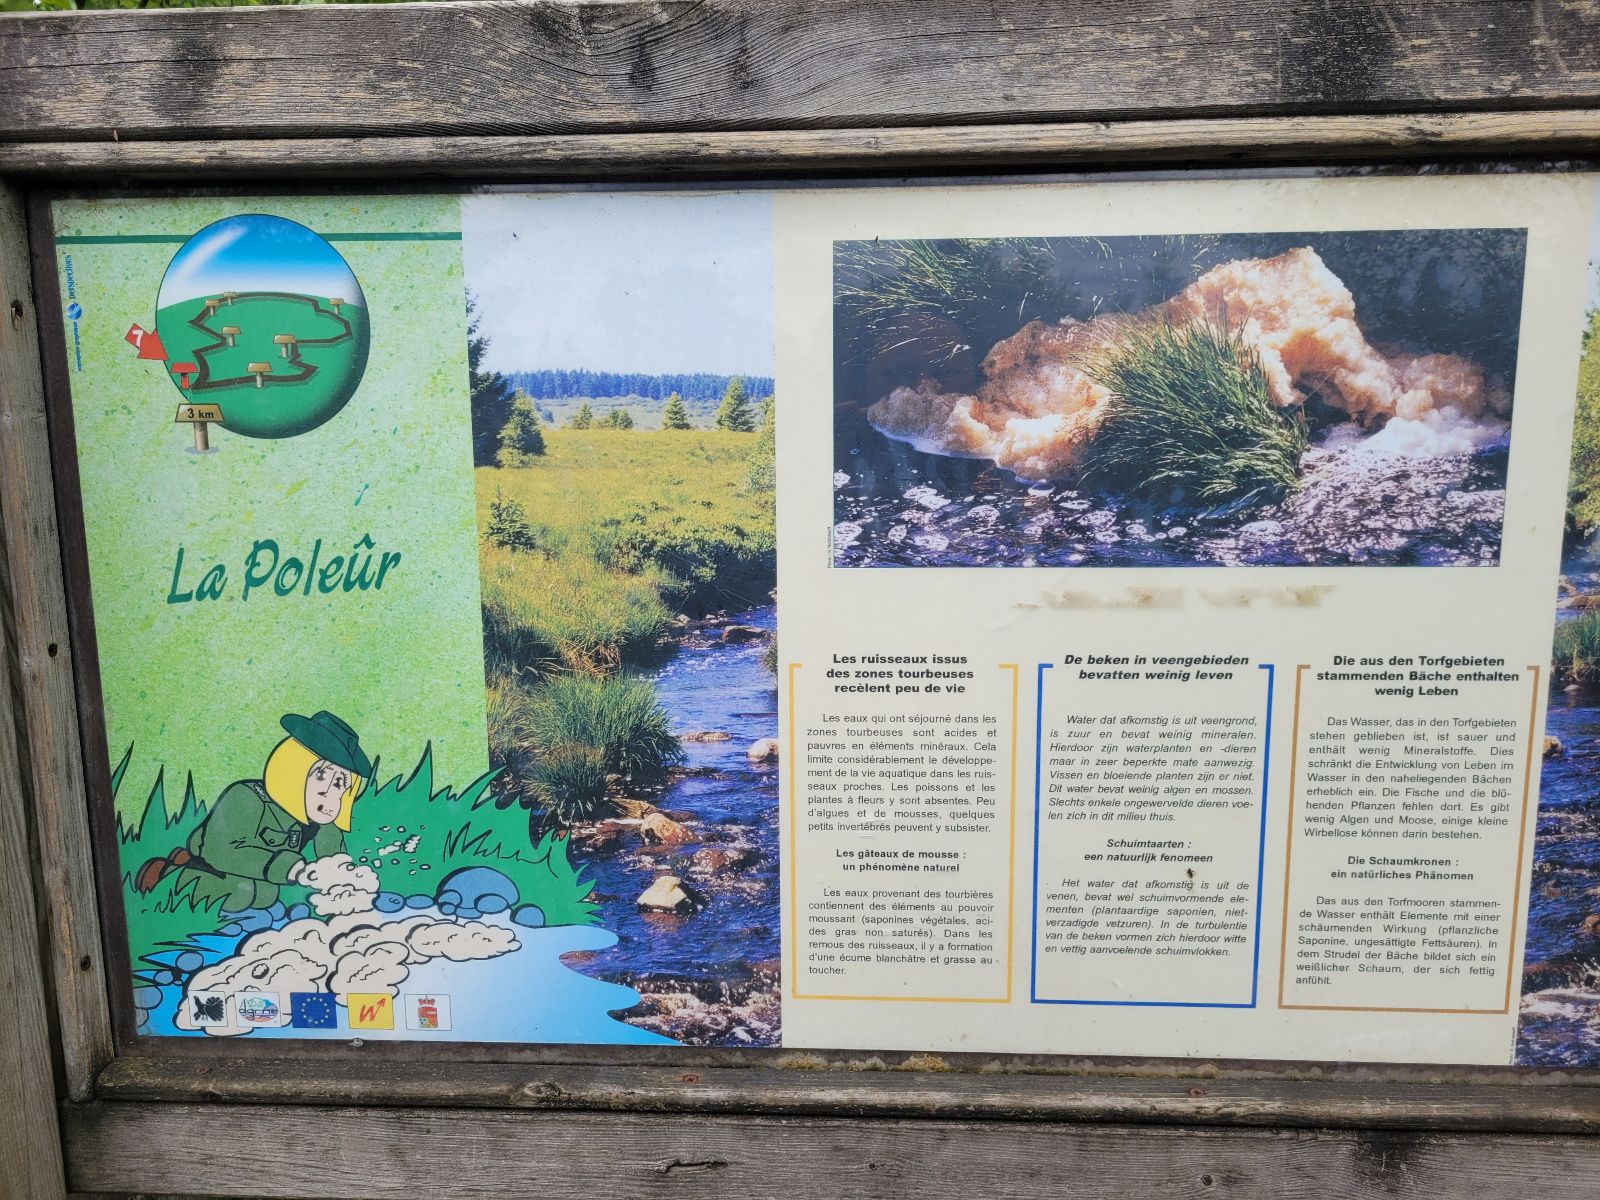 perspectives
7
3 km
La Poleûr
Les ruisseaux issus
des zones tourbeuses
recèlent peu de vie
Les eaux qui ont séjourné dans les
zones tourbeuses sont acides et
pauvres en éléments minéraux. Cela
limite considérablement le développe-
ment de la vie aquatique dans les ruis-
seaux proches. Les poissons et les
plantes à fleurs y sont absentes. Peu
d'algues et de mousses, quelques
petits invertébrés peuvent y subsister.
Les gâteaux de mousse :
un phénomène naturel
Les eaux provenant des tourbières
contiennent des éléments au pouvoir
moussant (saponines végétales, aci-
des gras non saturés). Dans les
remous des ruisseaux, il y a formation
d'une écume blanchâtre et grasse au
toucher.
De beken in veengebieden
bevatten weinig leven
Water dat afkomstig is uit veengrond,
is zuur en bevat weinig mineralen.
Hierdoor zijn waterplanten en -dieren
maar in zeer beperkte mate aanwezig.
Vissen en bloeiende planten zijn er niet.
Dit water bevat weinig algen en mossen.
Slechts enkele ongewervelde dieren voe-
len zich in dit milieu thuis.
Schuimtaarten :
een natuurlijk fenomeen
Het water dat afkomstig is uit de
venen, bevat wel schuimvormende ele-
menten (plantaardige saponien, niet-
verzadigde vetzuren). In de turbulentie
van de beken vormen zich hierdoor witte
en vettig aanvoelende schuimvlokken.
Die aus den Torfgebieten
stammenden Bäche enthalten
wenig Leben
Das Wasser, das in den Torfgebieten
stehen geblieben ist, ist sauer und
enthält wenig Mineralstoffe. Dies
schränkt die Entwicklung von Leben im
Wasser in den naheliegenden Bächen
erheblich ein. Die Fische und die blü-
henden Pflanzen fehlen dort. Es gibt
wenig Algen und Moose, einige kleine
Wirbellose können darin bestehen.
Die Schaumkronen :
ein natürliches Phänomen
Das aus den Torfmooren stammen-
de Wasser enthält Elemente mit einer
schäumenden Wirkung (pflanzliche
Saponine, ungesättigte Fettsäuren). In
dem Strudel der Bäche bildet sich ein
weißlicher Schaum, der sich fettig
anfühlt.